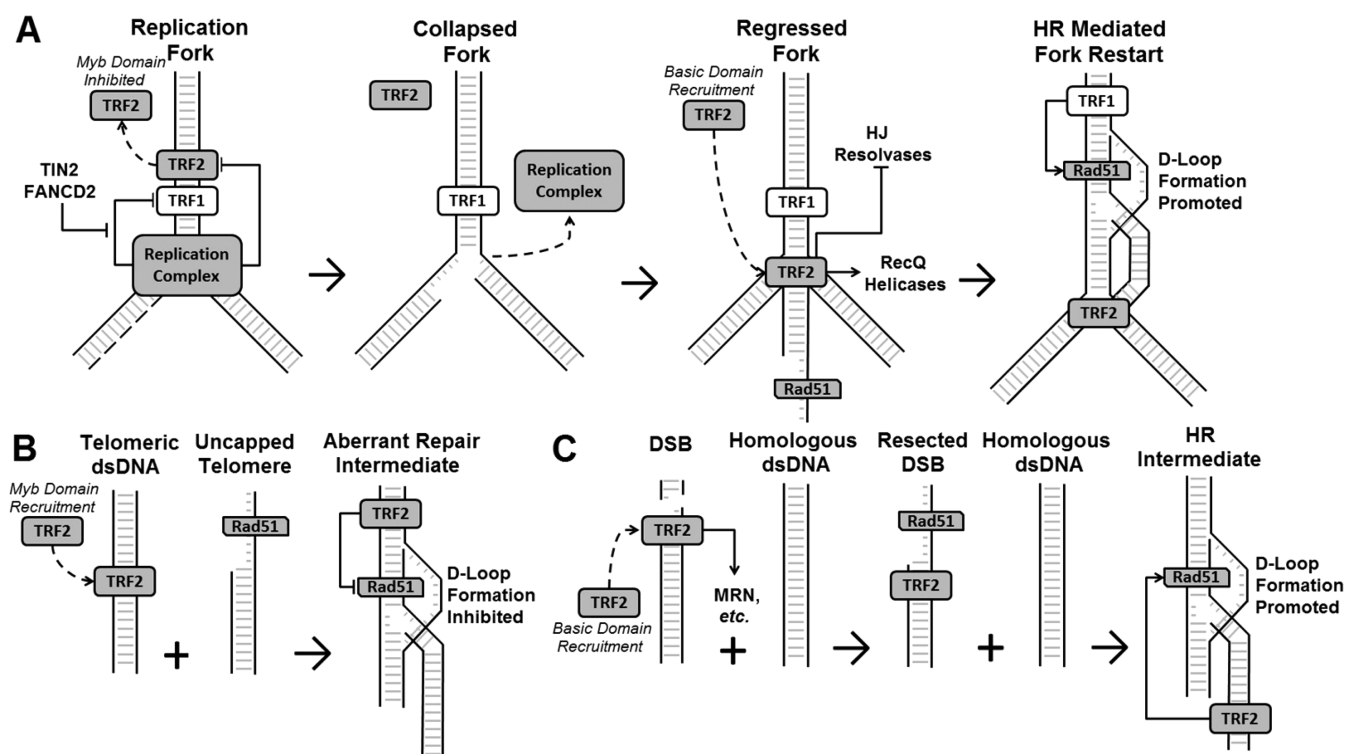 A
Replication
Fork
Myb Domain
Inhibited
TRF2
TRF2
TIN2
FANCD2
TRF1
Replication
Complex
Collapsed
Fork
TRF2
Replication
Complex
TRF1
Regressed
Fork
Basic Domain
Recruitment
TRF2
HJ
Resolvases
TRF1
TRF2
RecQ
Helicases
Rad51
HR Mediated
Fork Restart
TRF1
Rad51
D-Loop
Formation
Promoted
TRF2
B
Telomeric
dsDNA
Myb Domain
Recruitment
TRF2
TRF2
+
Uncapped
Telomere
Rad51
Aberrant Repair
Intermediate
TRF2
Rad51
D-Loop
Formation
Inhibited
C
DSB
TRF2
TRF2
Basic Domain
Recruitment
MRN,
etc.
+
Homologous
dsDNA
Resected
DSB
Rad51
TRF2
+
Homologous
dsDNA
HR
Intermediate
Rad51
D-Loop
Formation
Promoted
TRF2